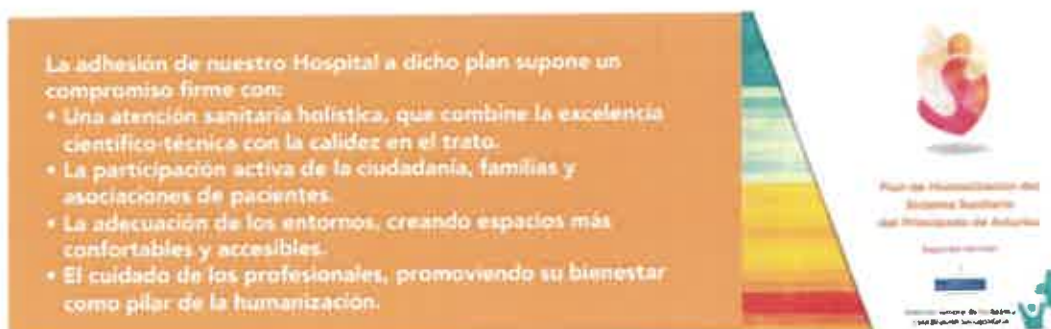 La adhesión de nuestro Hospital a dicho plan supone un
compromiso firme con:
• Una atención sanitaria holística, que combine la excelencia
científico-técnica con la calidez en el trato.
• La participación activa de la ciudadanía, familias y
asociaciones de pacientes.
• La adecuación de los entornos, creando espacios más
confortables y accesibles.
• El cuidado de los profesionales, promoviendo su bienestar
como pilar de la humanización.
Plan de Humanización del
Sistema Sanitario
del Principado de Asturias